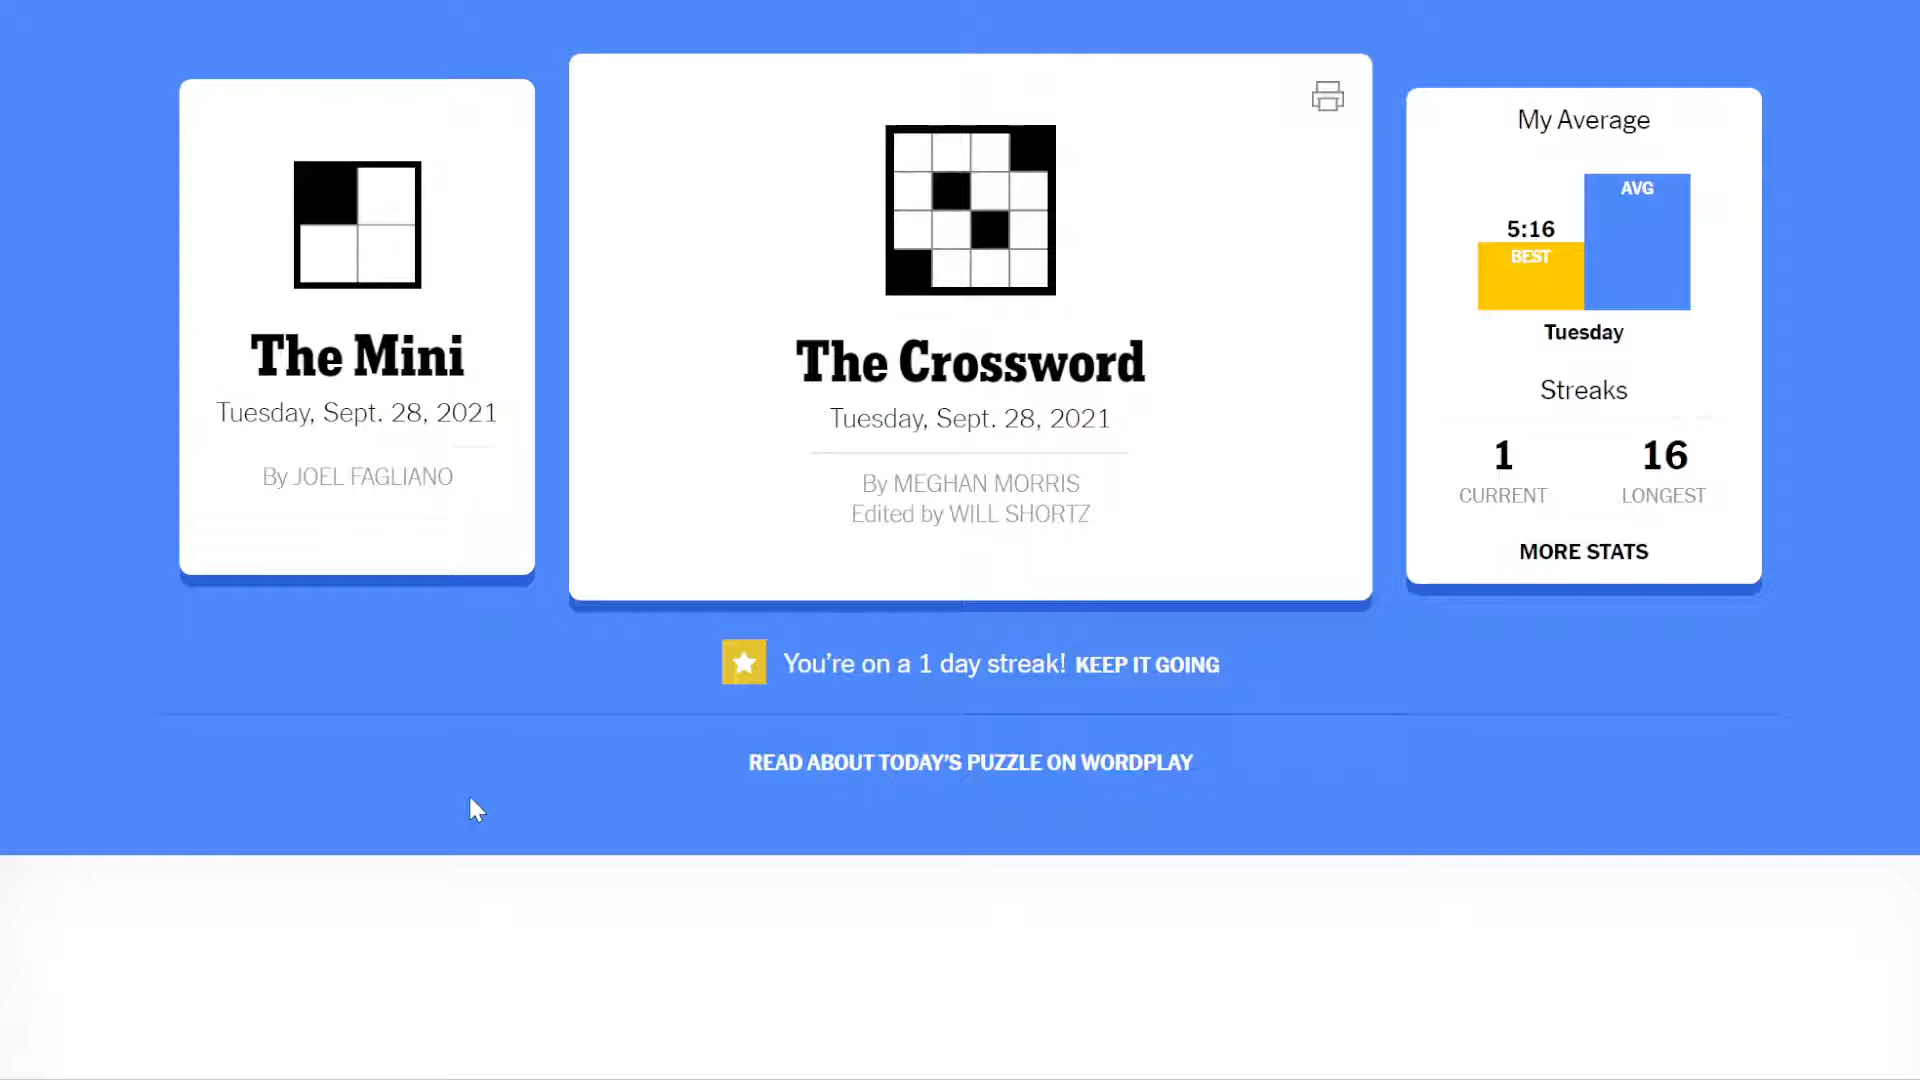 The Mini
Tuesday, Sept. 28, 2021
By JOEL FAGLIANO
The Crossword
Tuesday, Sept. 28, 2021
By MEGHAN MORRIS
Edited by WILL SHORTZ
My Average
AVG
5:16
BEST
Tuesday
Streaks
1 16
CURRENT LONGEST
MORE STATS
You’re on a 1 day streak! KEEP IT GOING
READ ABOUT TODAY’S PUZZLE ON WORDPLAY